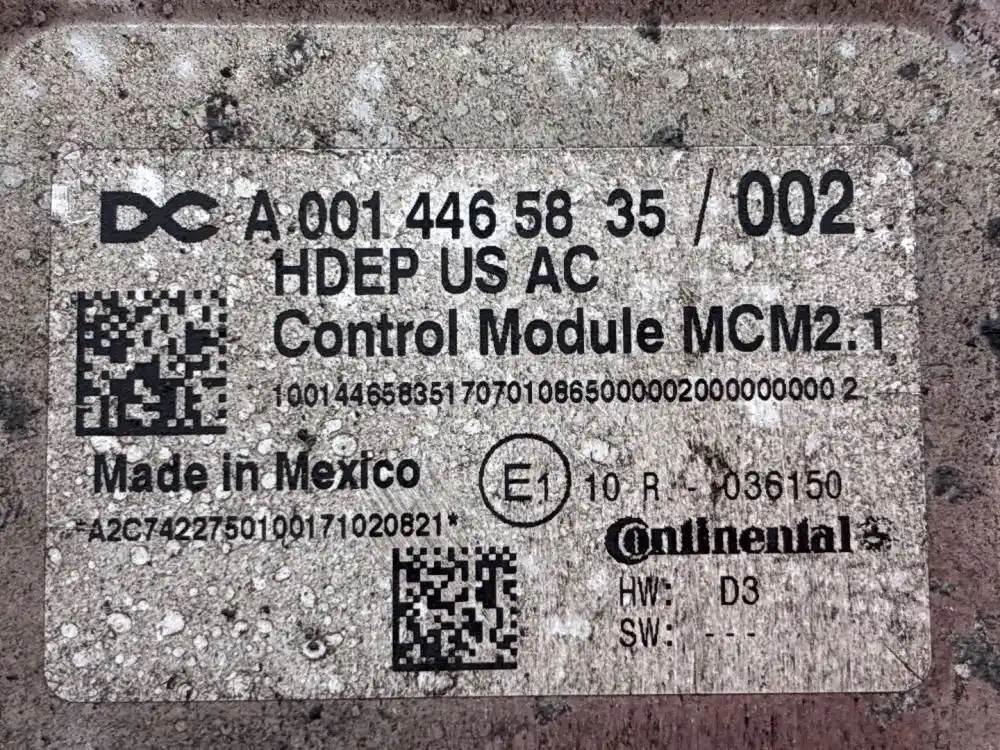 DC A 001 446 58 35 / 002
HDEP US AC
Control Module MCM2.1
10014465835170701086500000200000000002
Made in Mexico
E1 10 R - 036150
*A2C7422750100171020821*
Continental
HW: D3
SW: ---